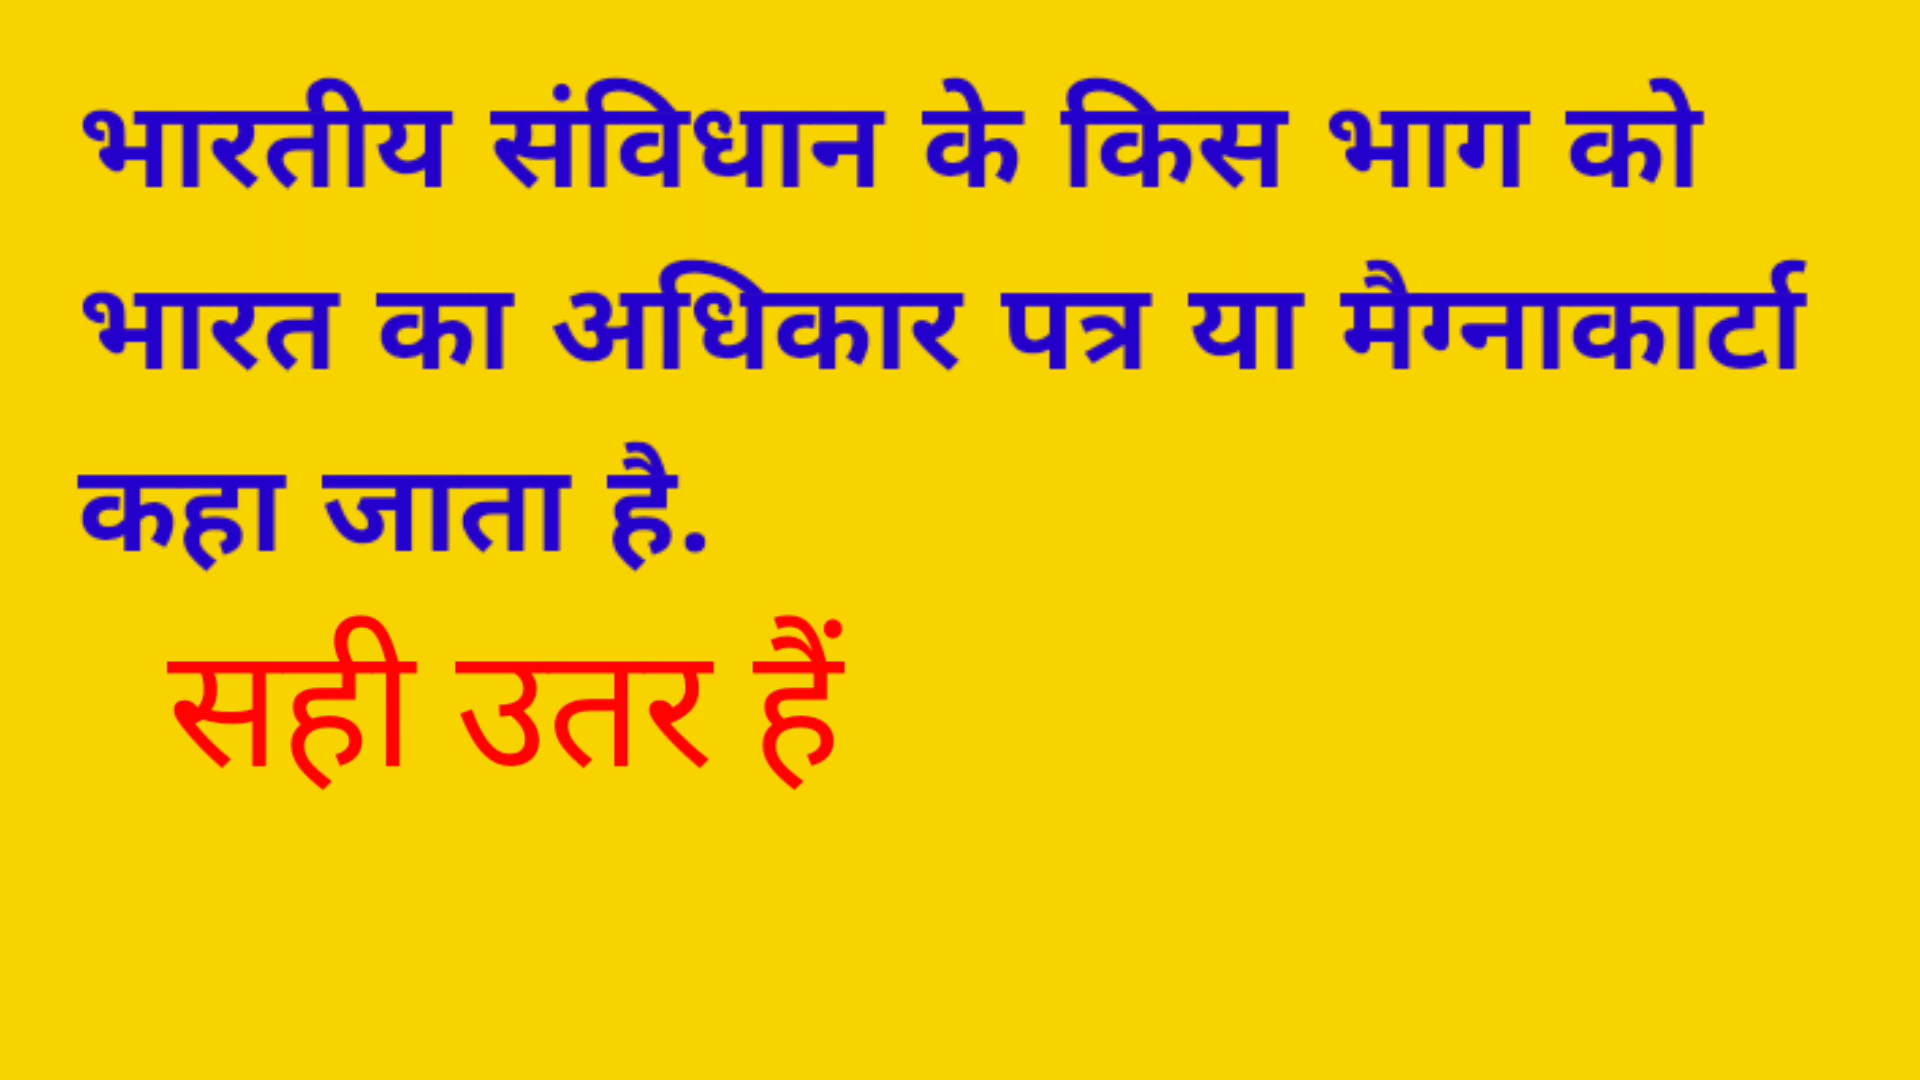 भारतीय संविधान के किस भाग को
भारत का अधिकार पत्र या मैग्नाकार्टा
कहा जाता है.
सही उतर हैं